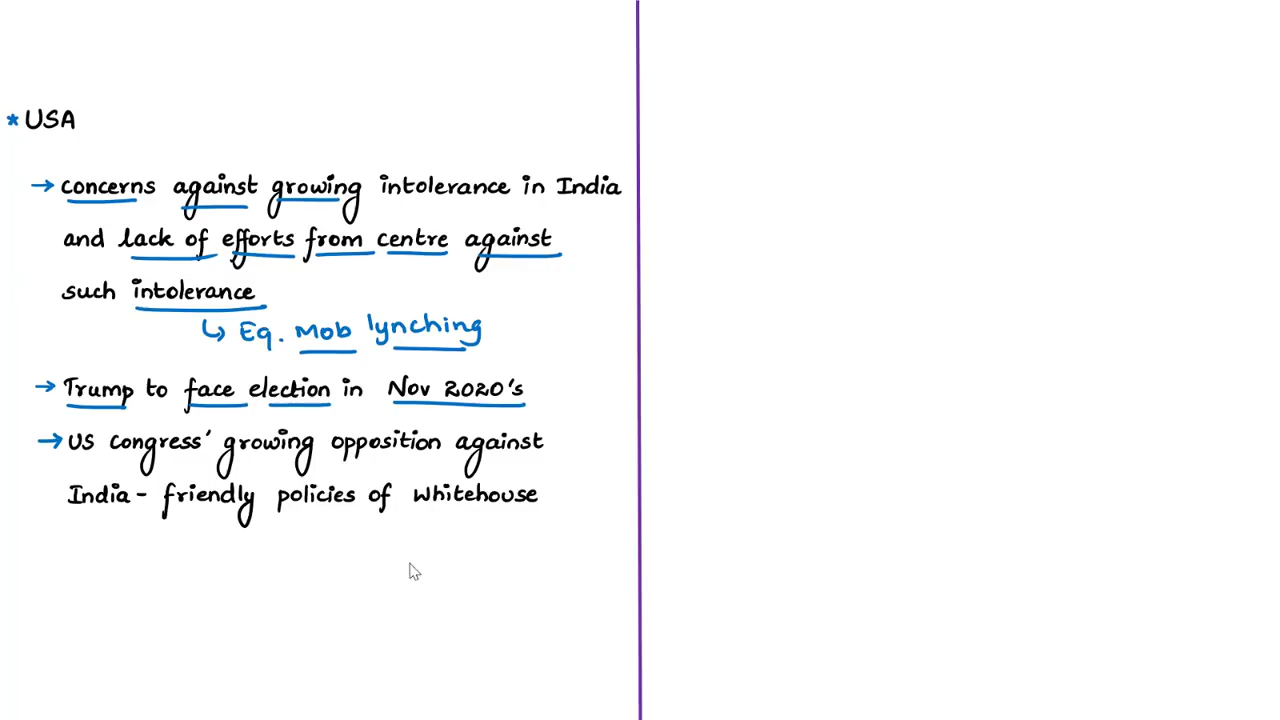 * USA
→ concerns against growing intolerance in India
and lack of efforts from centre against
such intolerance
↳ Eg. Mob lynching
→ Trump to face election in Nov 2020's
→ US congress' growing opposition against
India - friendly policies of whitehouse